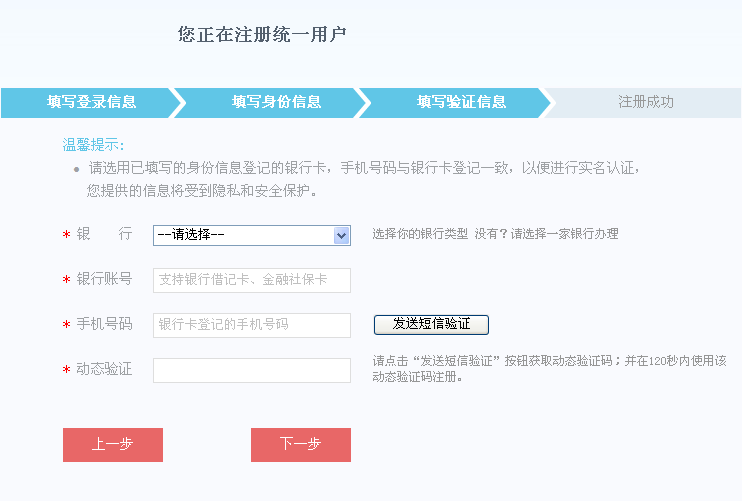 您正在注册统一用户
填写登录信息 填写身份信息 填写验证信息 注册成功
温馨提示:
● 请选用已填写的身份信息登记的银行卡，手机号码与银行卡登记一致，以便进行实名认证，
您提供的信息将受到隐私和安全保护。
* 银 行 --请选择-- 选择你的银行类型 没有？请选择一家银行办理
* 银行账号 支持银行借记卡、金融社保卡
* 手机号码 银行卡登记的手机号码 发送短信验证
* 动态验证 请点击“发送短信验证”按钮获取动态验证码；并在120秒内使用该
动态验证码注册。
上一步 下一步